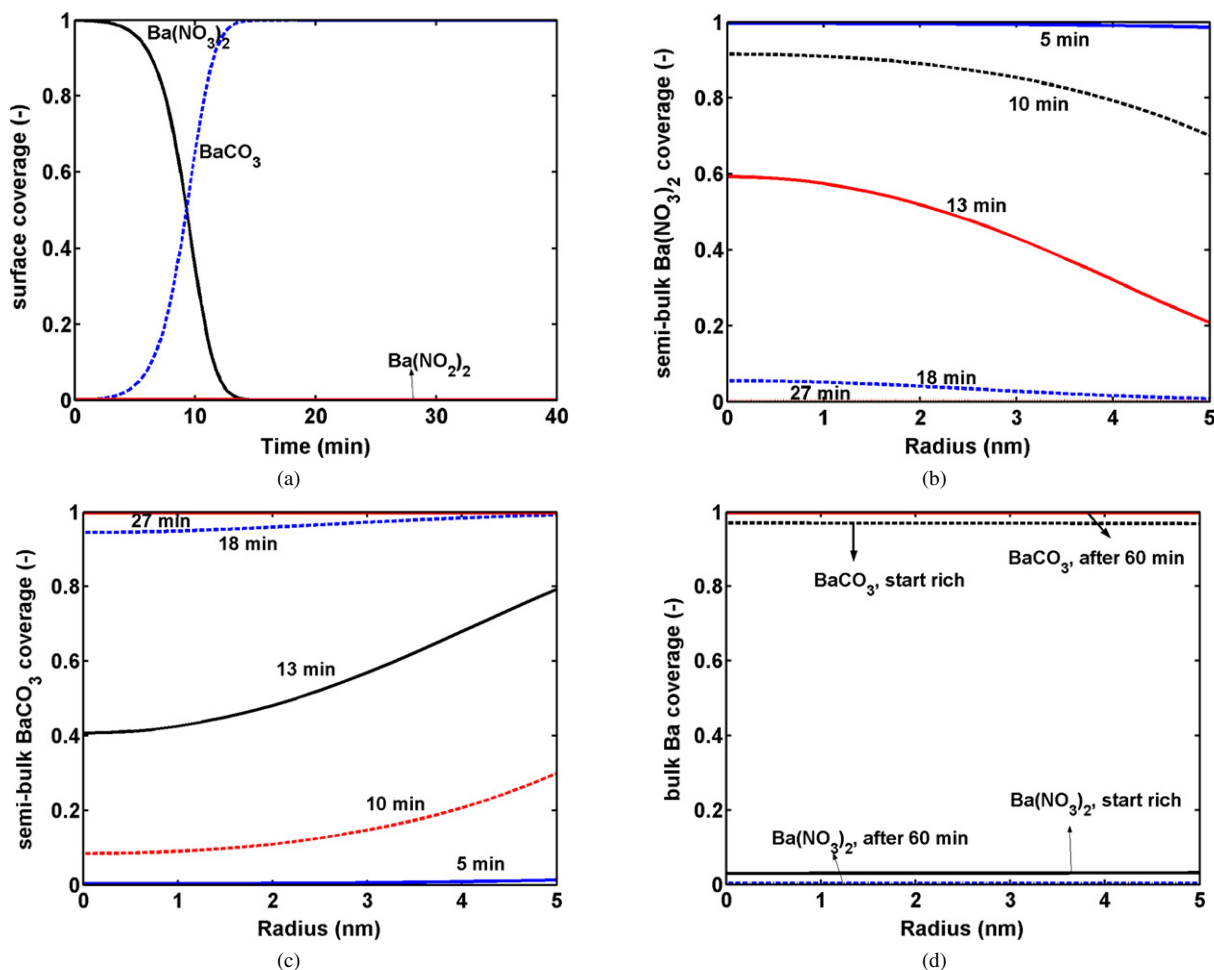 1
0.8
0.6
0.4
0.2
0
surface coverage (-)
Ba(NO₃)₂
BaCO₃
Ba(NO₂)₂
0 10 20 30 40
Time (min)
(a)
1
0.8
0.6
0.4
0.2
0
semi-bulk Ba(NO₃)₂ coverage (-)
5 min
10 min
13 min
18 min
27 min
0 1 2 3 4 5
Radius (nm)
(b)
1
0.8
0.6
0.4
0.2
0
semi-bulk BaCO₃ coverage (-)
27 min
18 min
13 min
10 min
5 min
0 1 2 3 4 5
Radius (nm)
(c)
1
0.8
0.6
0.4
0.2
0
bulk Ba coverage (-)
BaCO₃, after 60 min
BaCO₃, start rich
Ba(NO₃)₂, start rich
Ba(NO₃)₂, after 60 min
0 1 2 3 4 5
Radius (nm)
(d)